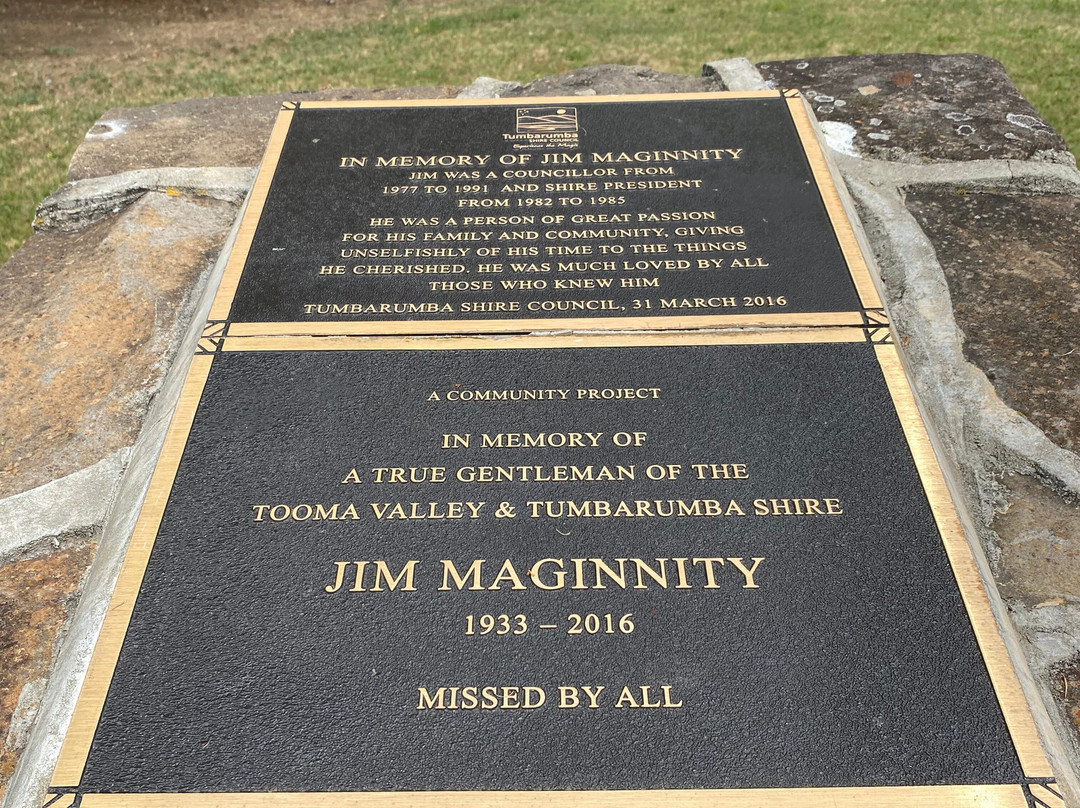 Tumbarumba
SHIRE COUNCIL
Experience the Magic
IN MEMORY OF JIM MAGINNITY
JIM WAS A COUNCILLOR FROM
1977 TO 1991 AND SHIRE PRESIDENT
FROM 1982 TO 1985
HE WAS A PERSON OF GREAT PASSION
FOR HIS FAMILY AND COMMUNITY, GIVING
UNSELFISHLY OF HIS TIME TO THE THINGS
HE CHERISHED. HE WAS MUCH LOVED BY ALL
THOSE WHO KNEW HIM
TUMBARUMBA SHIRE COUNCIL, 31 MARCH 2016
A COMMUNITY PROJECT
IN MEMORY OF
A TRUE GENTLEMAN OF THE
TOOMA VALLEY & TUMBARUMBA SHIRE
JIM MAGINNITY
1933 – 2016
MISSED BY ALL